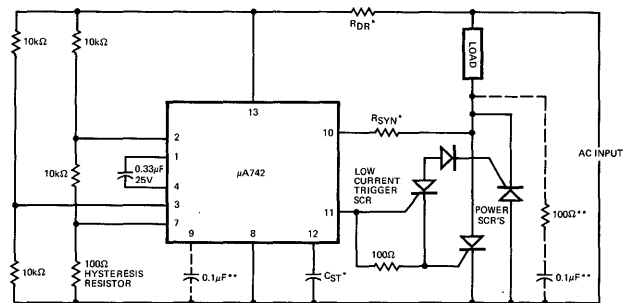 R_DR*
10kΩ
10kΩ
LOAD
13
2
10
R_SYN*
1
μA742
AC INPUT
10kΩ
0.33μF
25V
4
LOW
CURRENT
TRIGGER
SCR
3
11
POWER
SCR'S
7
100Ω**
9
8
12
100Ω
10kΩ
100Ω
HYSTERESIS
RESISTOR
0.1μF**
C_ST*
0.1μF**